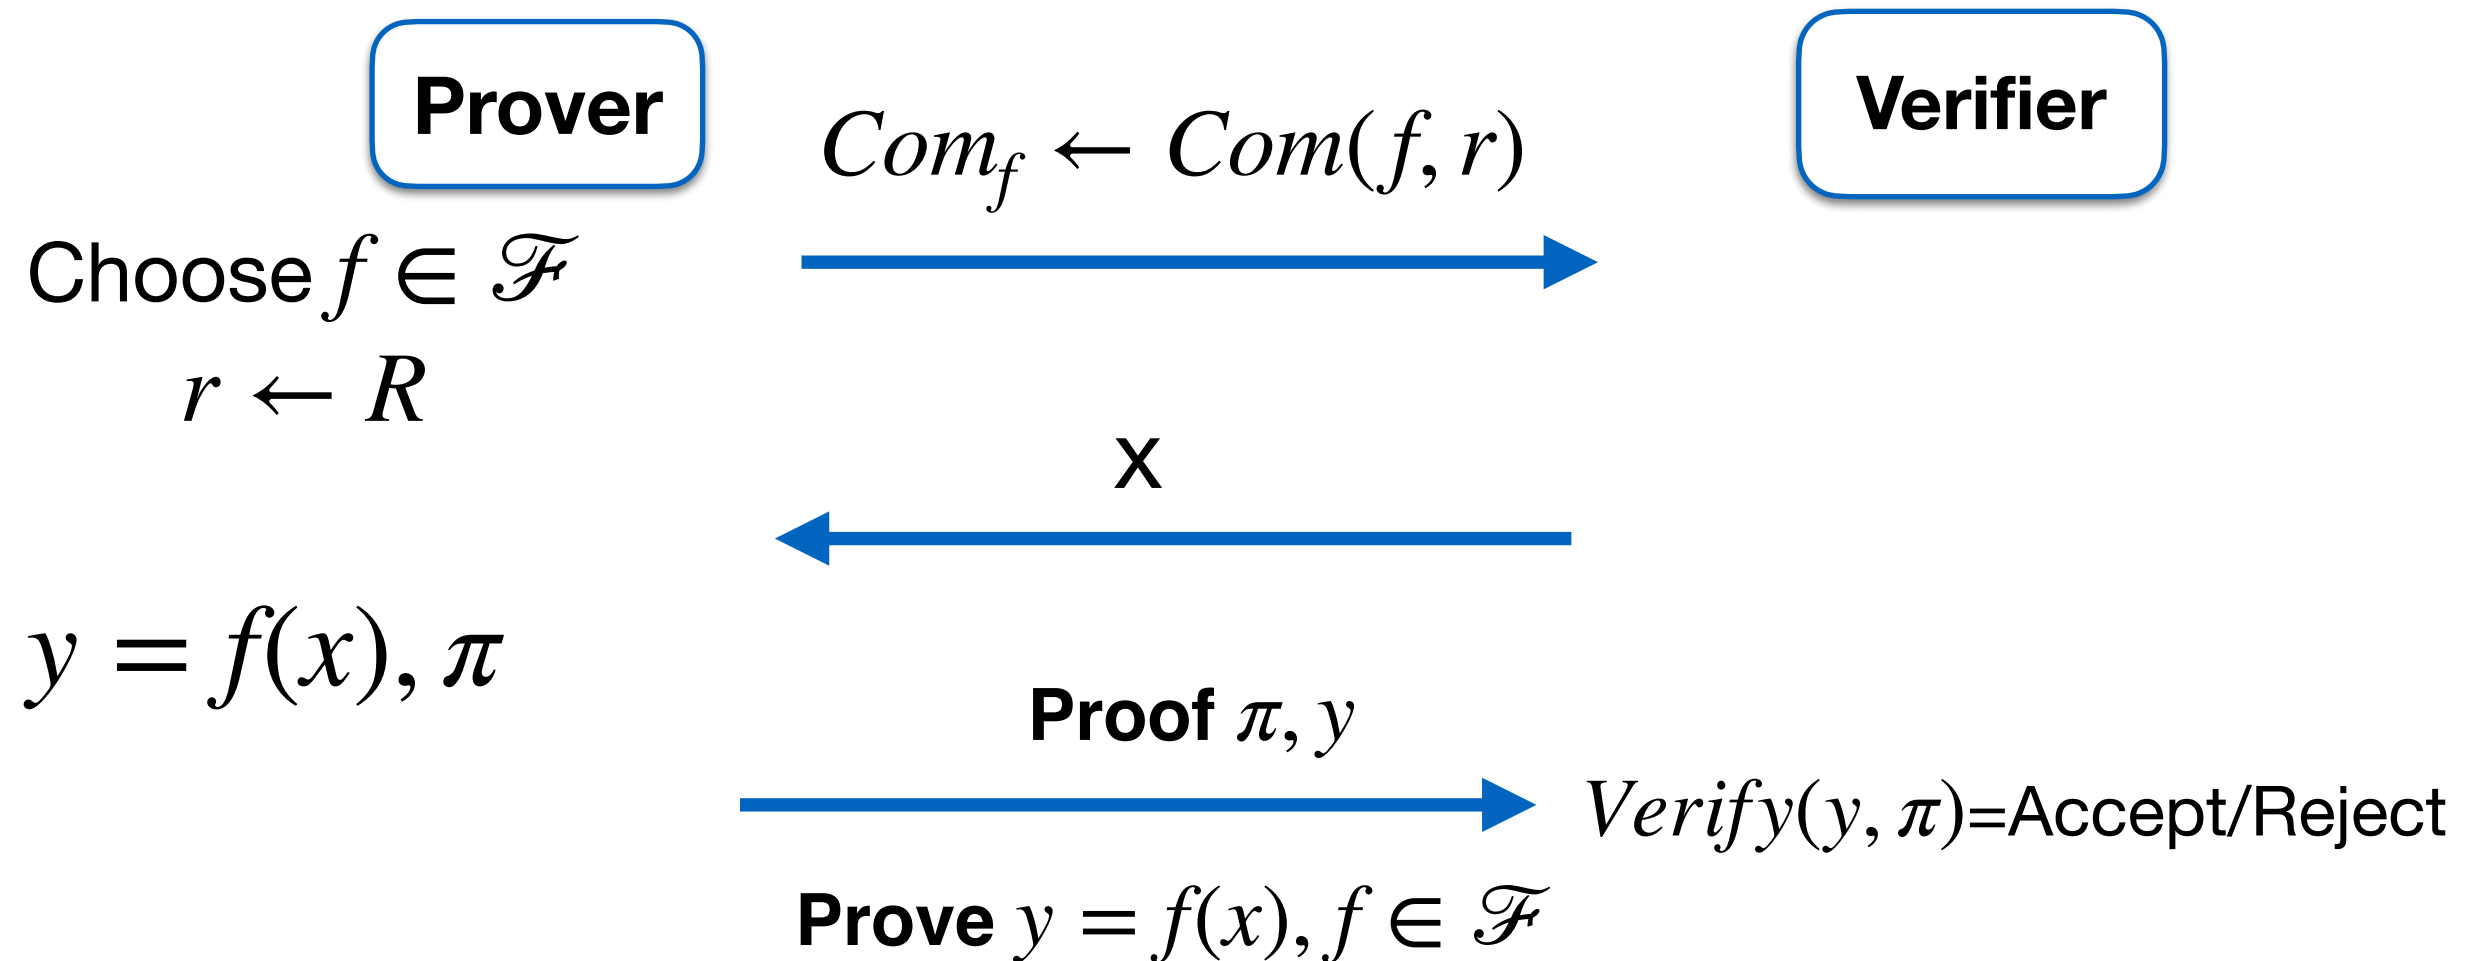 Prover
Verifier
Com_f ← Com(f, r)
Choose f ∈ ℱ
r ← R
x
y = f(x), π
Proof π, y
Verify(y, π)=Accept/Reject
Prove y = f(x), f ∈ ℱ